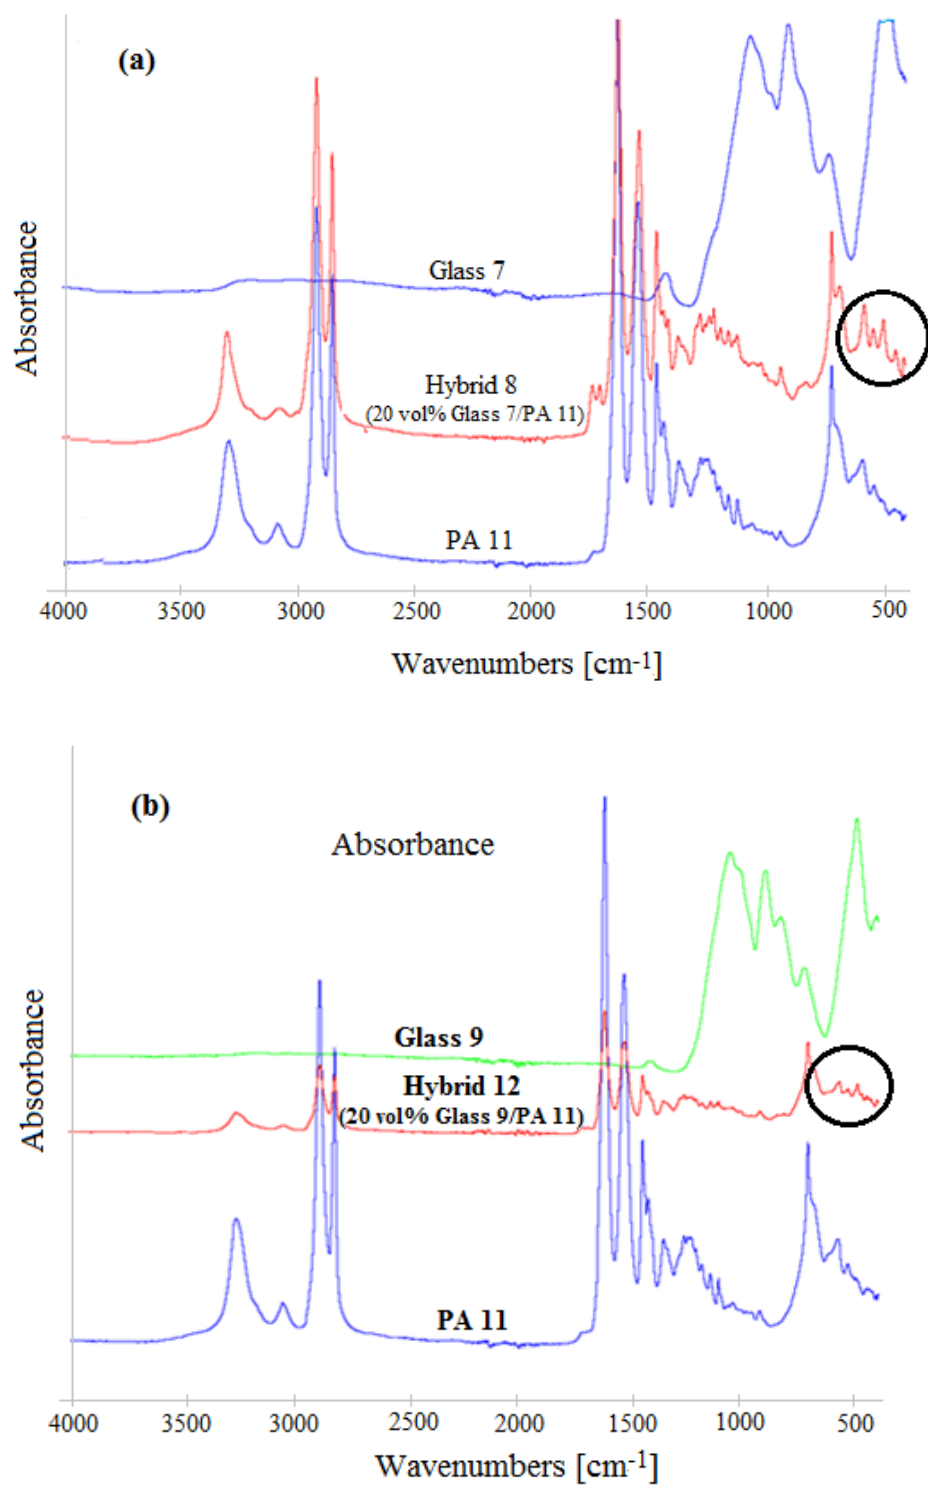 (a)
Absorbance
Glass 7
Hybrid 8
(20 vol% Glass 7/PA 11)
PA 11
4000 3500 3000 2500 2000 1500 1000 500
Wavenumbers [cm-1]
(b)
Absorbance
Absorbance
Glass 9
Hybrid 12
(20 vol% Glass 9/PA 11)
PA 11
4000 3500 3000 2500 2000 1500 1000 500
Wavenumbers [cm-1]